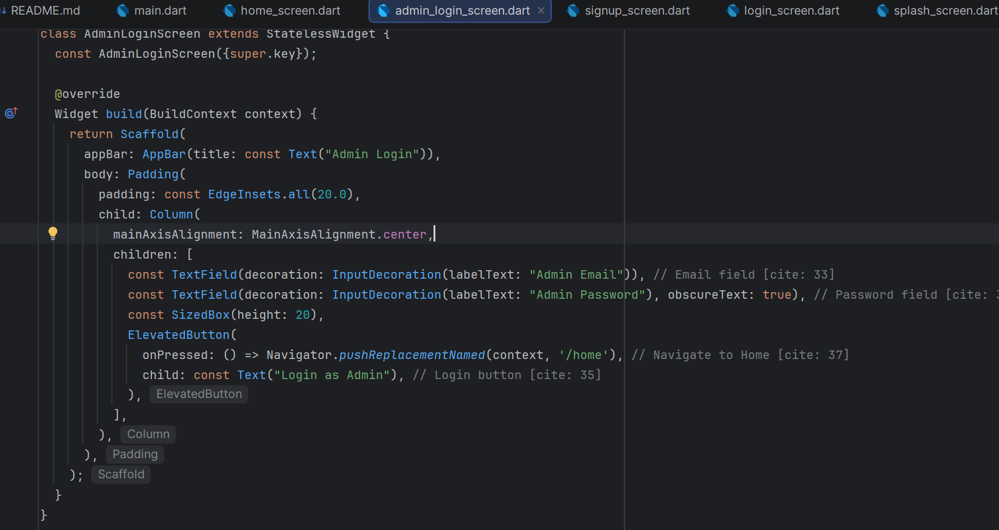 README.md main.dart home_screen.dart admin_login_screen.dart signup_screen.dart login_screen.dart splash_screen.dart
class AdminLoginScreen extends StatelessWidget {
const AdminLoginScreen({super.key});
@override
Widget build(BuildContext context) {
return Scaffold(
appBar: AppBar(title: const Text("Admin Login")),
body: Padding(
padding: const EdgeInsets.all(20.0),
child: Column(
mainAxisAlignment: MainAxisAlignment.center,
children: [
const TextField(decoration: InputDecoration(labelText: "Admin Email")), // Email field [cite: 33]
const TextField(decoration: InputDecoration(labelText: "Admin Password"), obscureText: true), // Password field [cite:
const SizedBox(height: 20),
ElevatedButton(
onPressed: () => Navigator.pushReplacementNamed(context, '/home'), // Navigate to Home [cite: 37]
child: const Text("Login as Admin"), // Login button [cite: 35]
), ElevatedButton
],
), Column
), Padding
); Scaffold
}
}